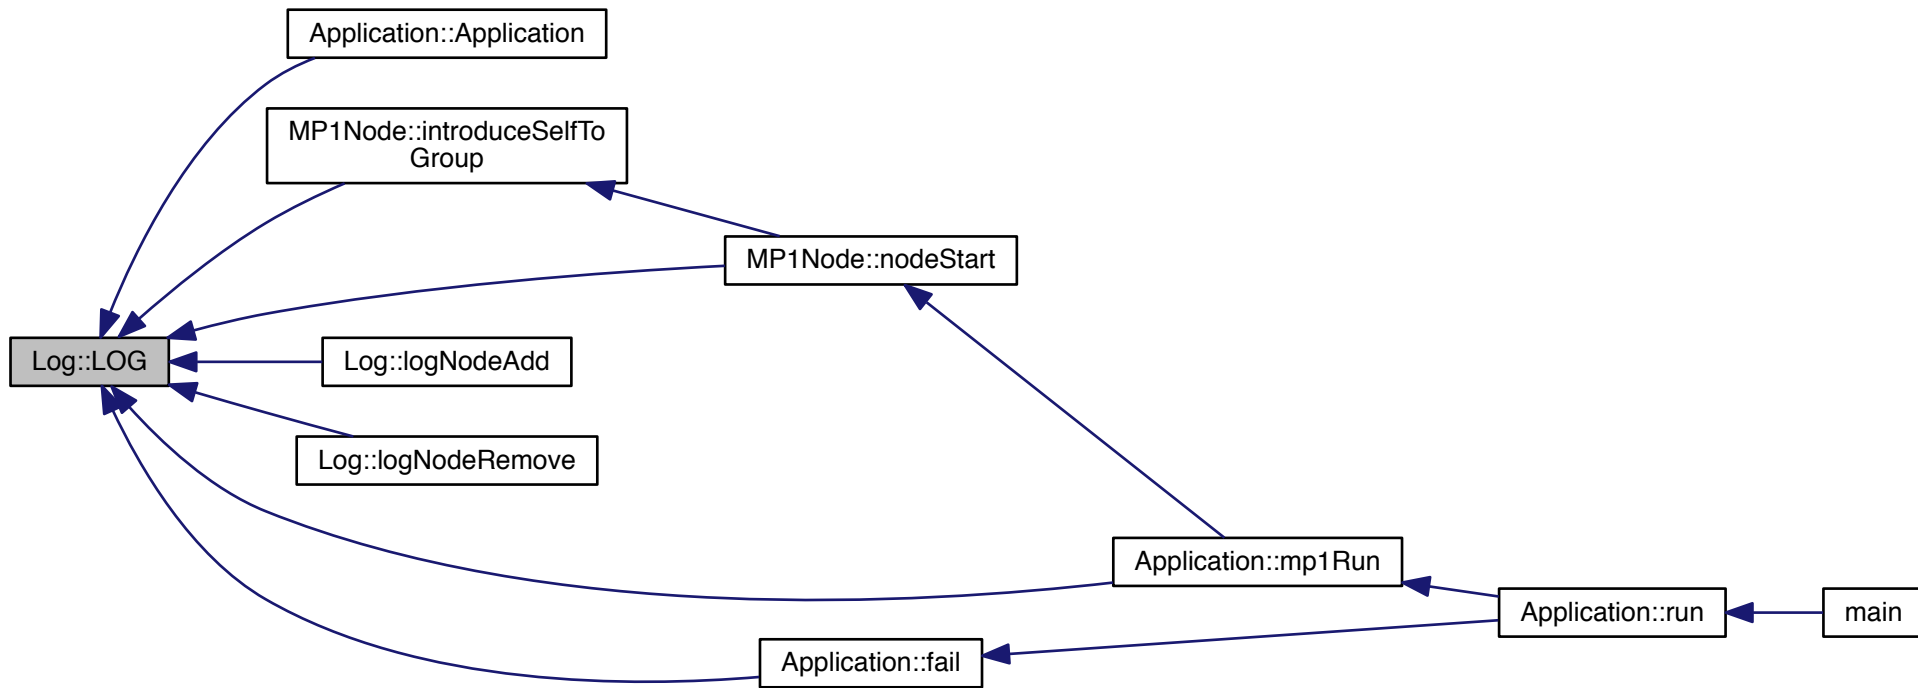 Application::Application
MP1Node::introduceSelfTo
Group
MP1Node::nodeStart
Log::LOG
Log::logNodeAdd
Log::logNodeRemove
Application::mp1Run
Application::run
main
Application::fail